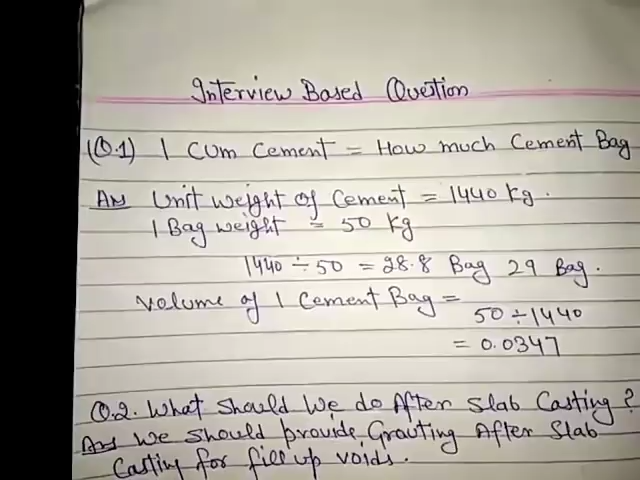 Interview Based Question
(Q.1) 1 Cum Cement = How much Cement Bag
Ans Unit Weight of Cement = 1440 Kg.
1 Bag weight = 50 Kg
1440 ÷ 50 = 28.8 Bag 29 Bag.
Volume of 1 Cement Bag =
50 ÷ 1440
= 0.0347
Q.2. What Should We do After Slab Casting?
Ans We Should provide Grouting After Slab
Casting for fill up voids.